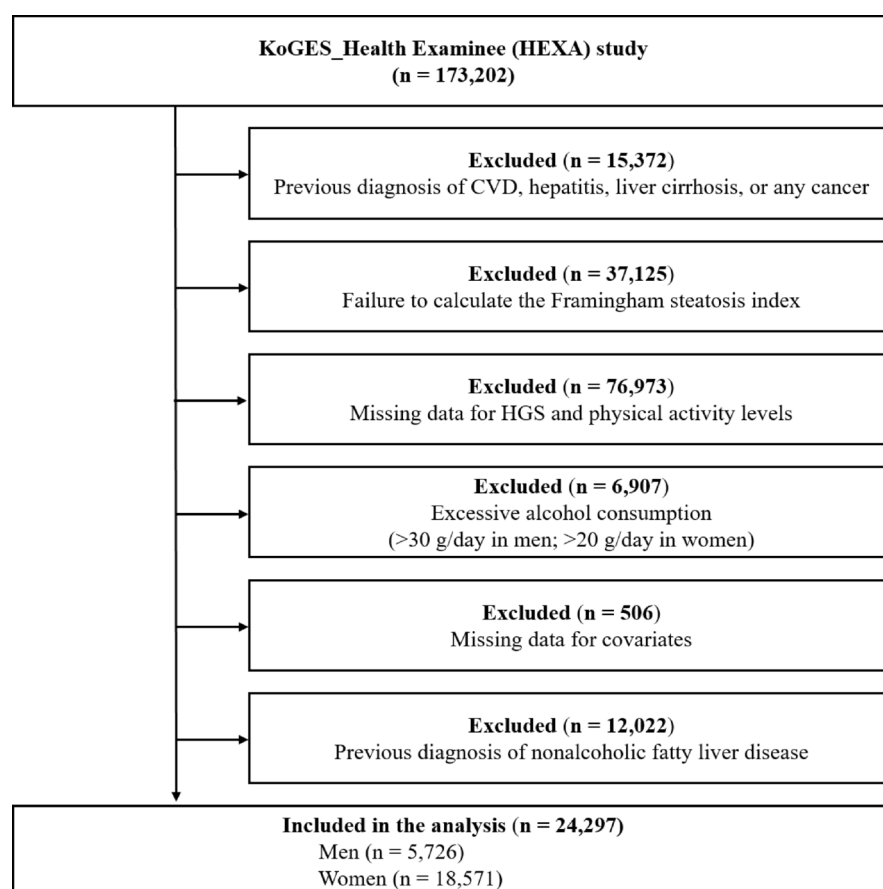 KoGES_Health Examinee (HEXA) study
(n = 173,202)
Excluded (n = 15,372)
Previous diagnosis of CVD, hepatitis, liver cirrhosis, or any cancer
Excluded (n = 37,125)
Failure to calculate the Framingham steatosis index
Excluded (n = 76,973)
Missing data for HGS and physical activity levels
Excluded (n = 6,907)
Excessive alcohol consumption
(>30 g/day in men; >20 g/day in women)
Excluded (n = 506)
Missing data for covariates
Excluded (n = 12,022)
Previous diagnosis of nonalcoholic fatty liver disease
Included in the analysis (n = 24,297)
Men (n = 5,726)
Women (n = 18,571)